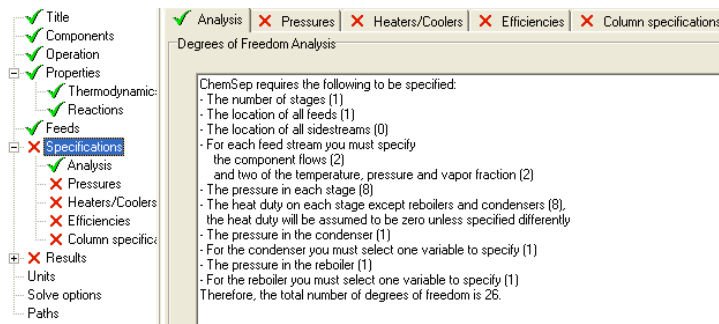 Title
Components
Operation
Properties
Thermodynamic:
Reactions
Feeds
Specifications
Analysis
Pressures
Heaters/Coolers
Efficiencies
Column specifica
Results
Units
Solve options
Paths
Analysis Pressures Heaters/Coolers Efficiencies Column specifications
Degrees of Freedom Analysis
ChemSep requires the following to be specified:
- The number of stages (1)
- The location of all feeds (1)
- The location of all sidestreams (0)
- For each feed stream you must specify
the component flows (2)
and two of the temperature, pressure and vapor fraction (2)
- The pressure in each stage (8)
- The heat duty on each stage except reboilers and condensers (8),
the heat duty will be assumed to be zero unless specified differently
- The pressure in the condenser (1)
- For the condenser you must select one variable to specify (1)
- The pressure in the reboiler (1)
- For the reboiler you must select one variable to specify (1)
Therefore, the total number of degrees of freedom is 26.